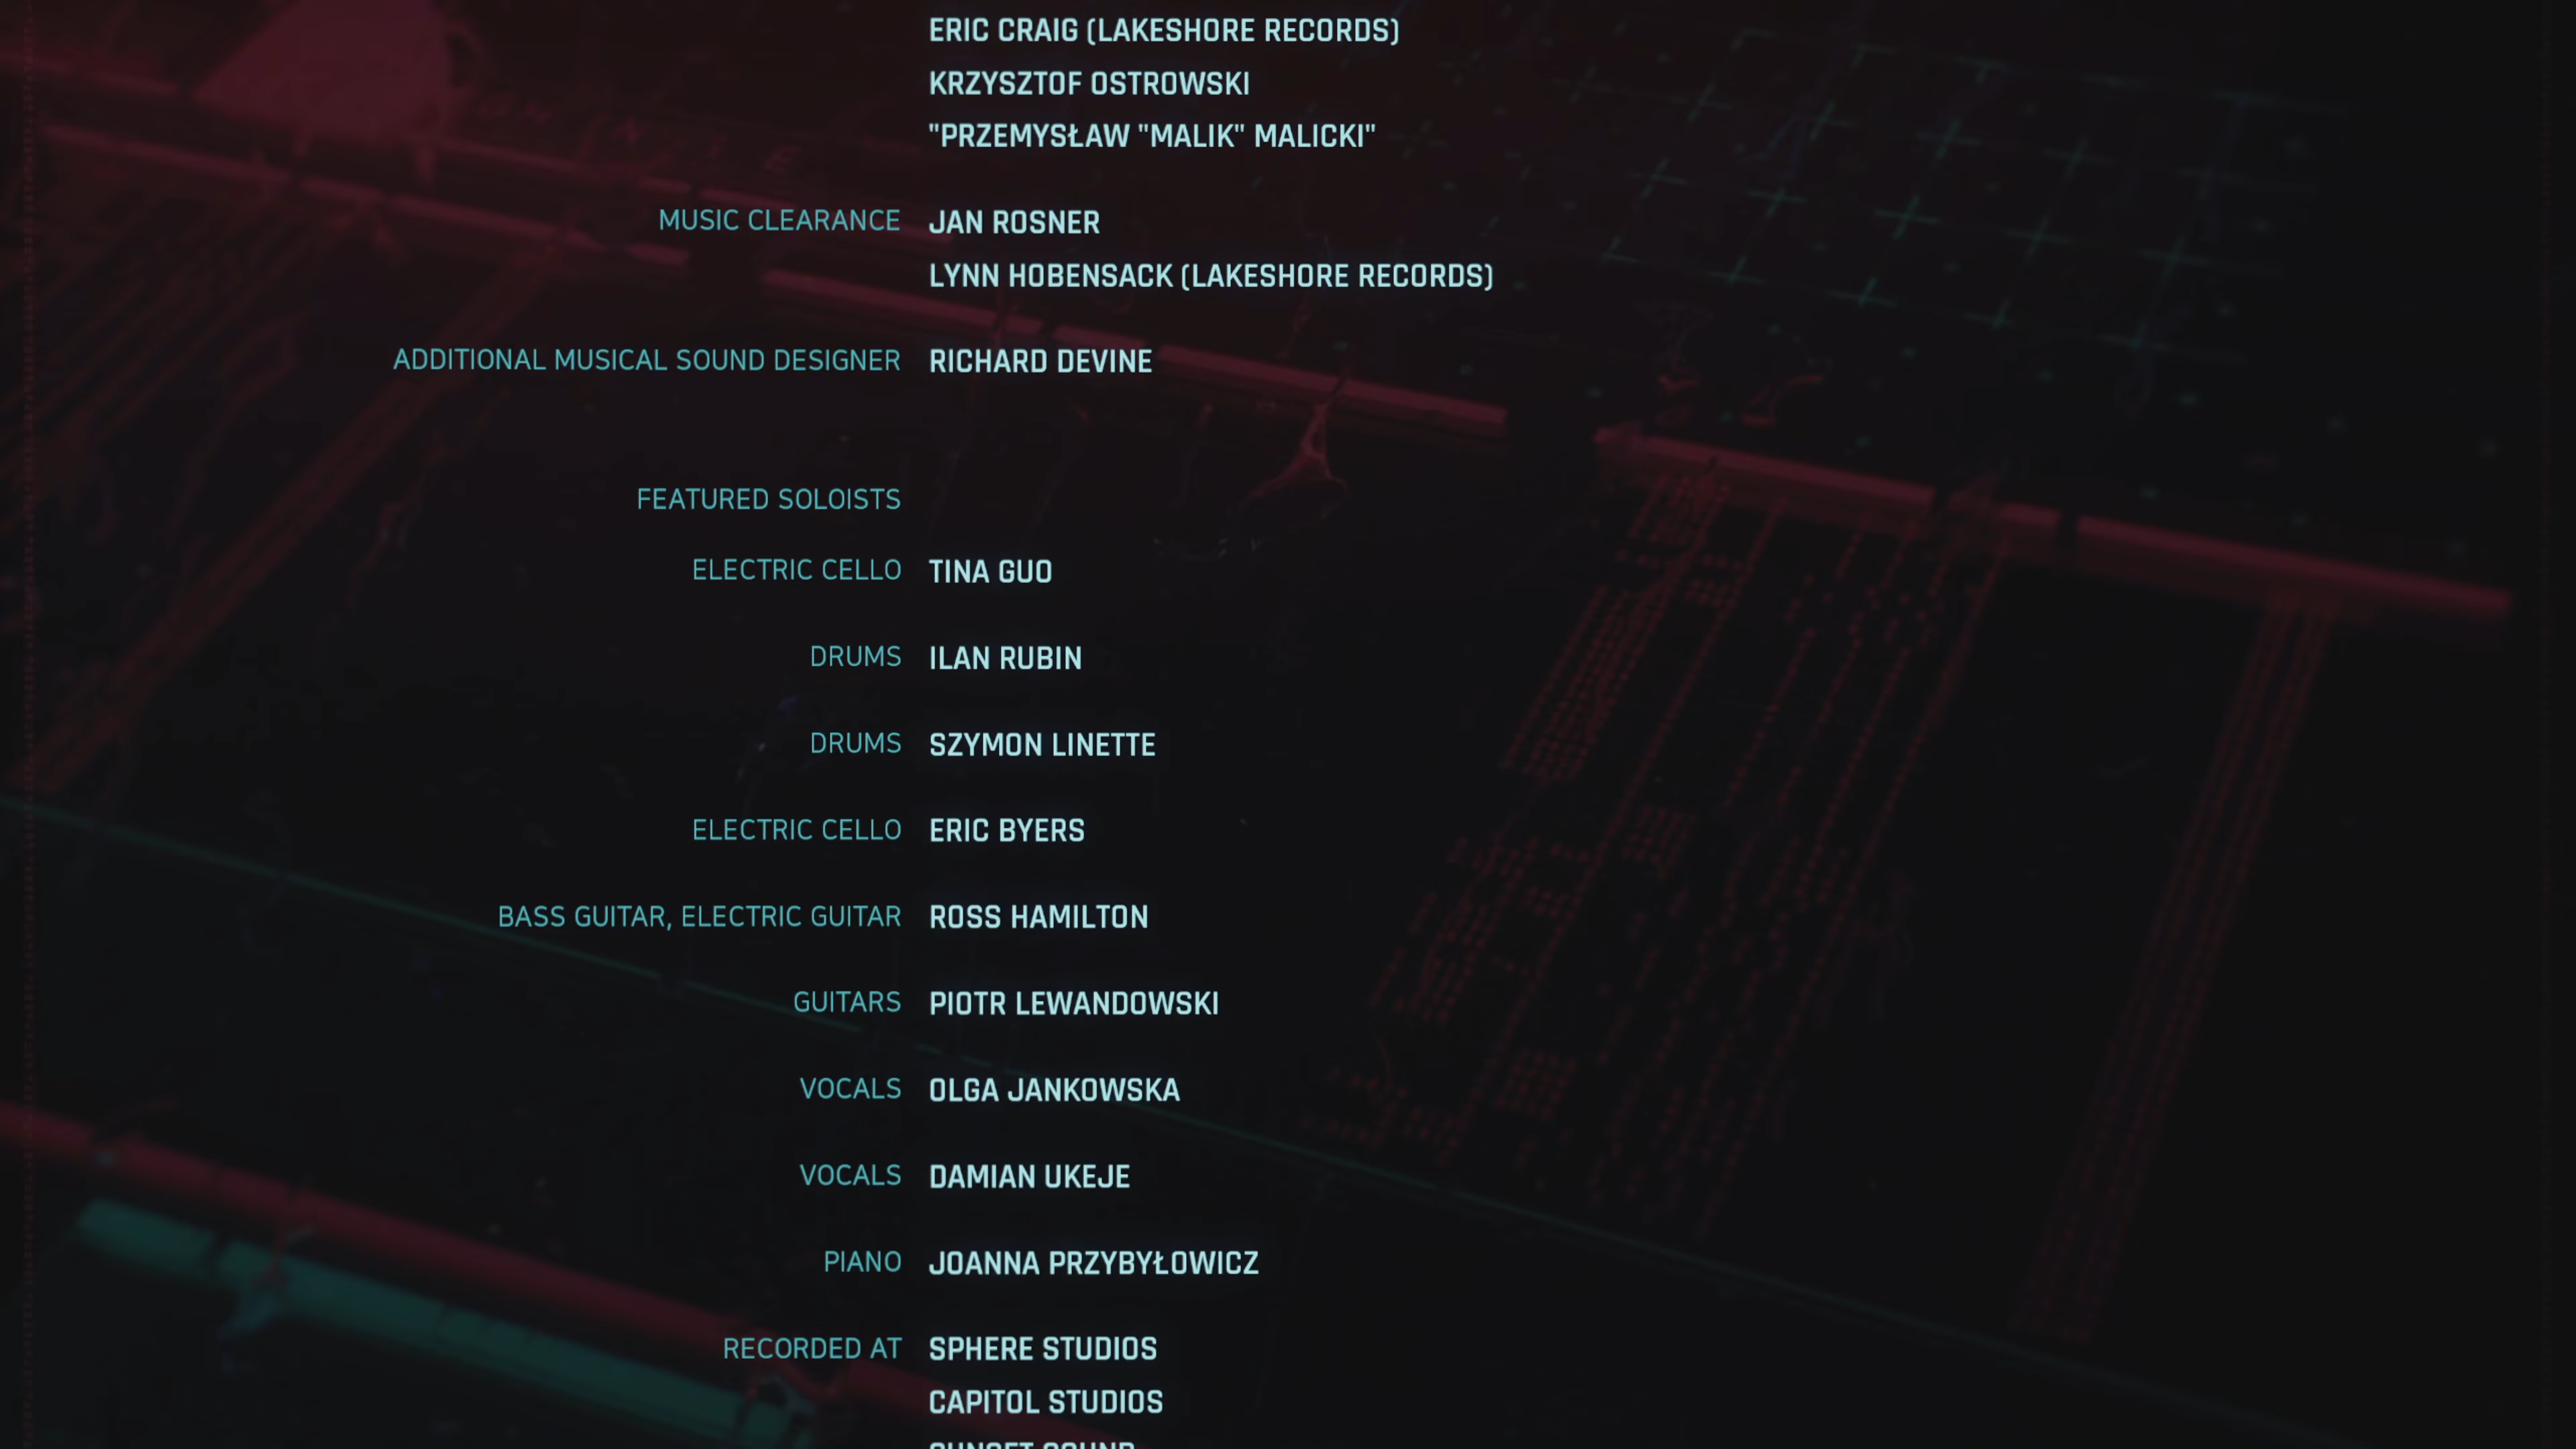 ERIC CRAIG (LAKESHORE RECORDS)
KRZYSZTOF OSTROWSKI
"PRZEMYSŁAW "MALIK" MALICKI"
MUSIC CLEARANCE JAN ROSNER
LYNN HOBENSACK (LAKESHORE RECORDS)
ADDITIONAL MUSICAL SOUND DESIGNER RICHARD DEVINE
FEATURED SOLOISTS
ELECTRIC CELLO TINA GUO
DRUMS ILAN RUBIN
DRUMS SZYMON LINETTE
ELECTRIC CELLO ERIC BYERS
BASS GUITAR, ELECTRIC GUITAR ROSS HAMILTON
GUITARS PIOTR LEWANDOWSKI
VOCALS OLGA JANKOWSKA
VOCALS DAMIAN UKEJE
PIANO JOANNA PRZYBYŁOWICZ
RECORDED AT SPHERE STUDIOS
CAPITOL STUDIOS